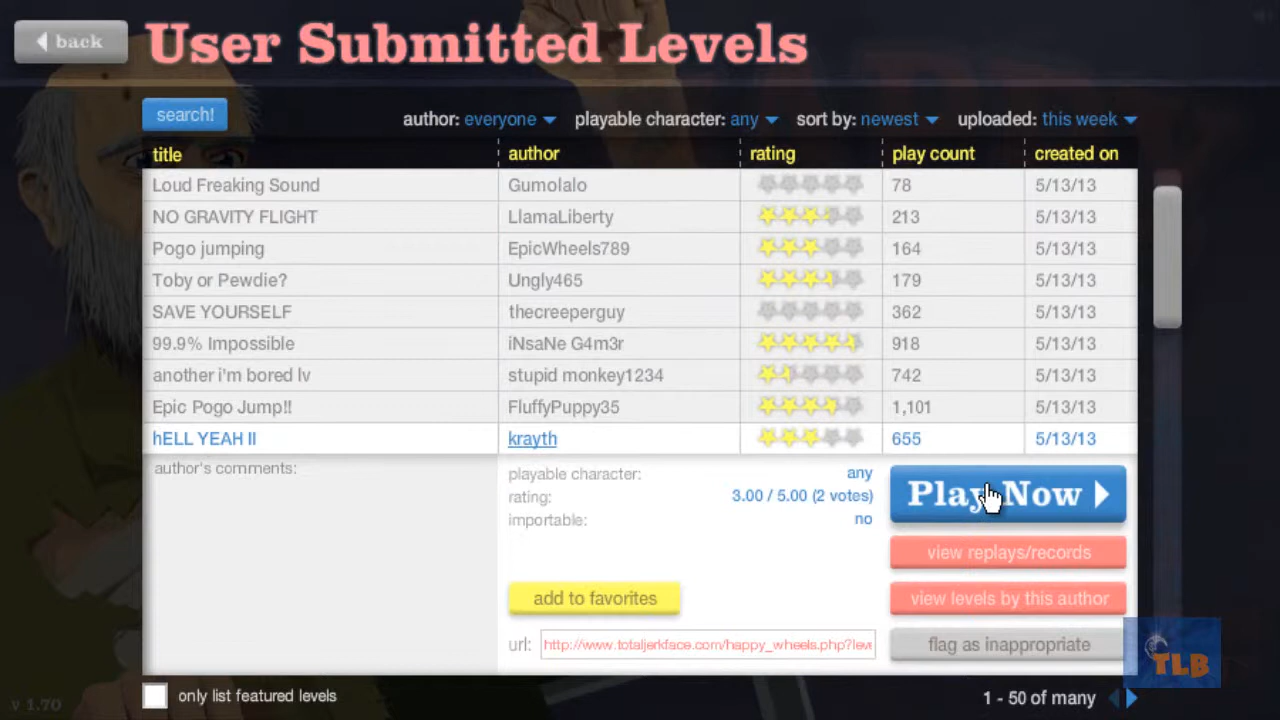 back
User Submitted Levels
search!
author: everyone playable character: any sort by: newest uploaded: this week
title author rating play count created on
Loud Freaking Sound Gumolalo 78 5/13/13
NO GRAVITY FLIGHT LlamaLiberty 213 5/13/13
Pogo jumping EpicWheels789 164 5/13/13
Toby or Pewdie? Ungly465 179 5/13/13
SAVE YOURSELF thecreeperguy 362 5/13/13
99.9% Impossible iNsaNe G4m3r 918 5/13/13
another i'm bored lv stupid monkey1234 742 5/13/13
Epic Pogo Jump!! FluffyPuppy35 1,101 5/13/13
hELL YEAH II krayth 655 5/13/13
author's comments:
playable character: any
rating: 3.00 / 5.00 (2 votes)
importable: no
Play Now
view replays/records
add to favorites
view levels by this author
url: http://www.totaljerkface.com/happy_wheels.php?lev
flag as inappropriate
TLB
only list featured levels
1 - 50 of many
v 1.70